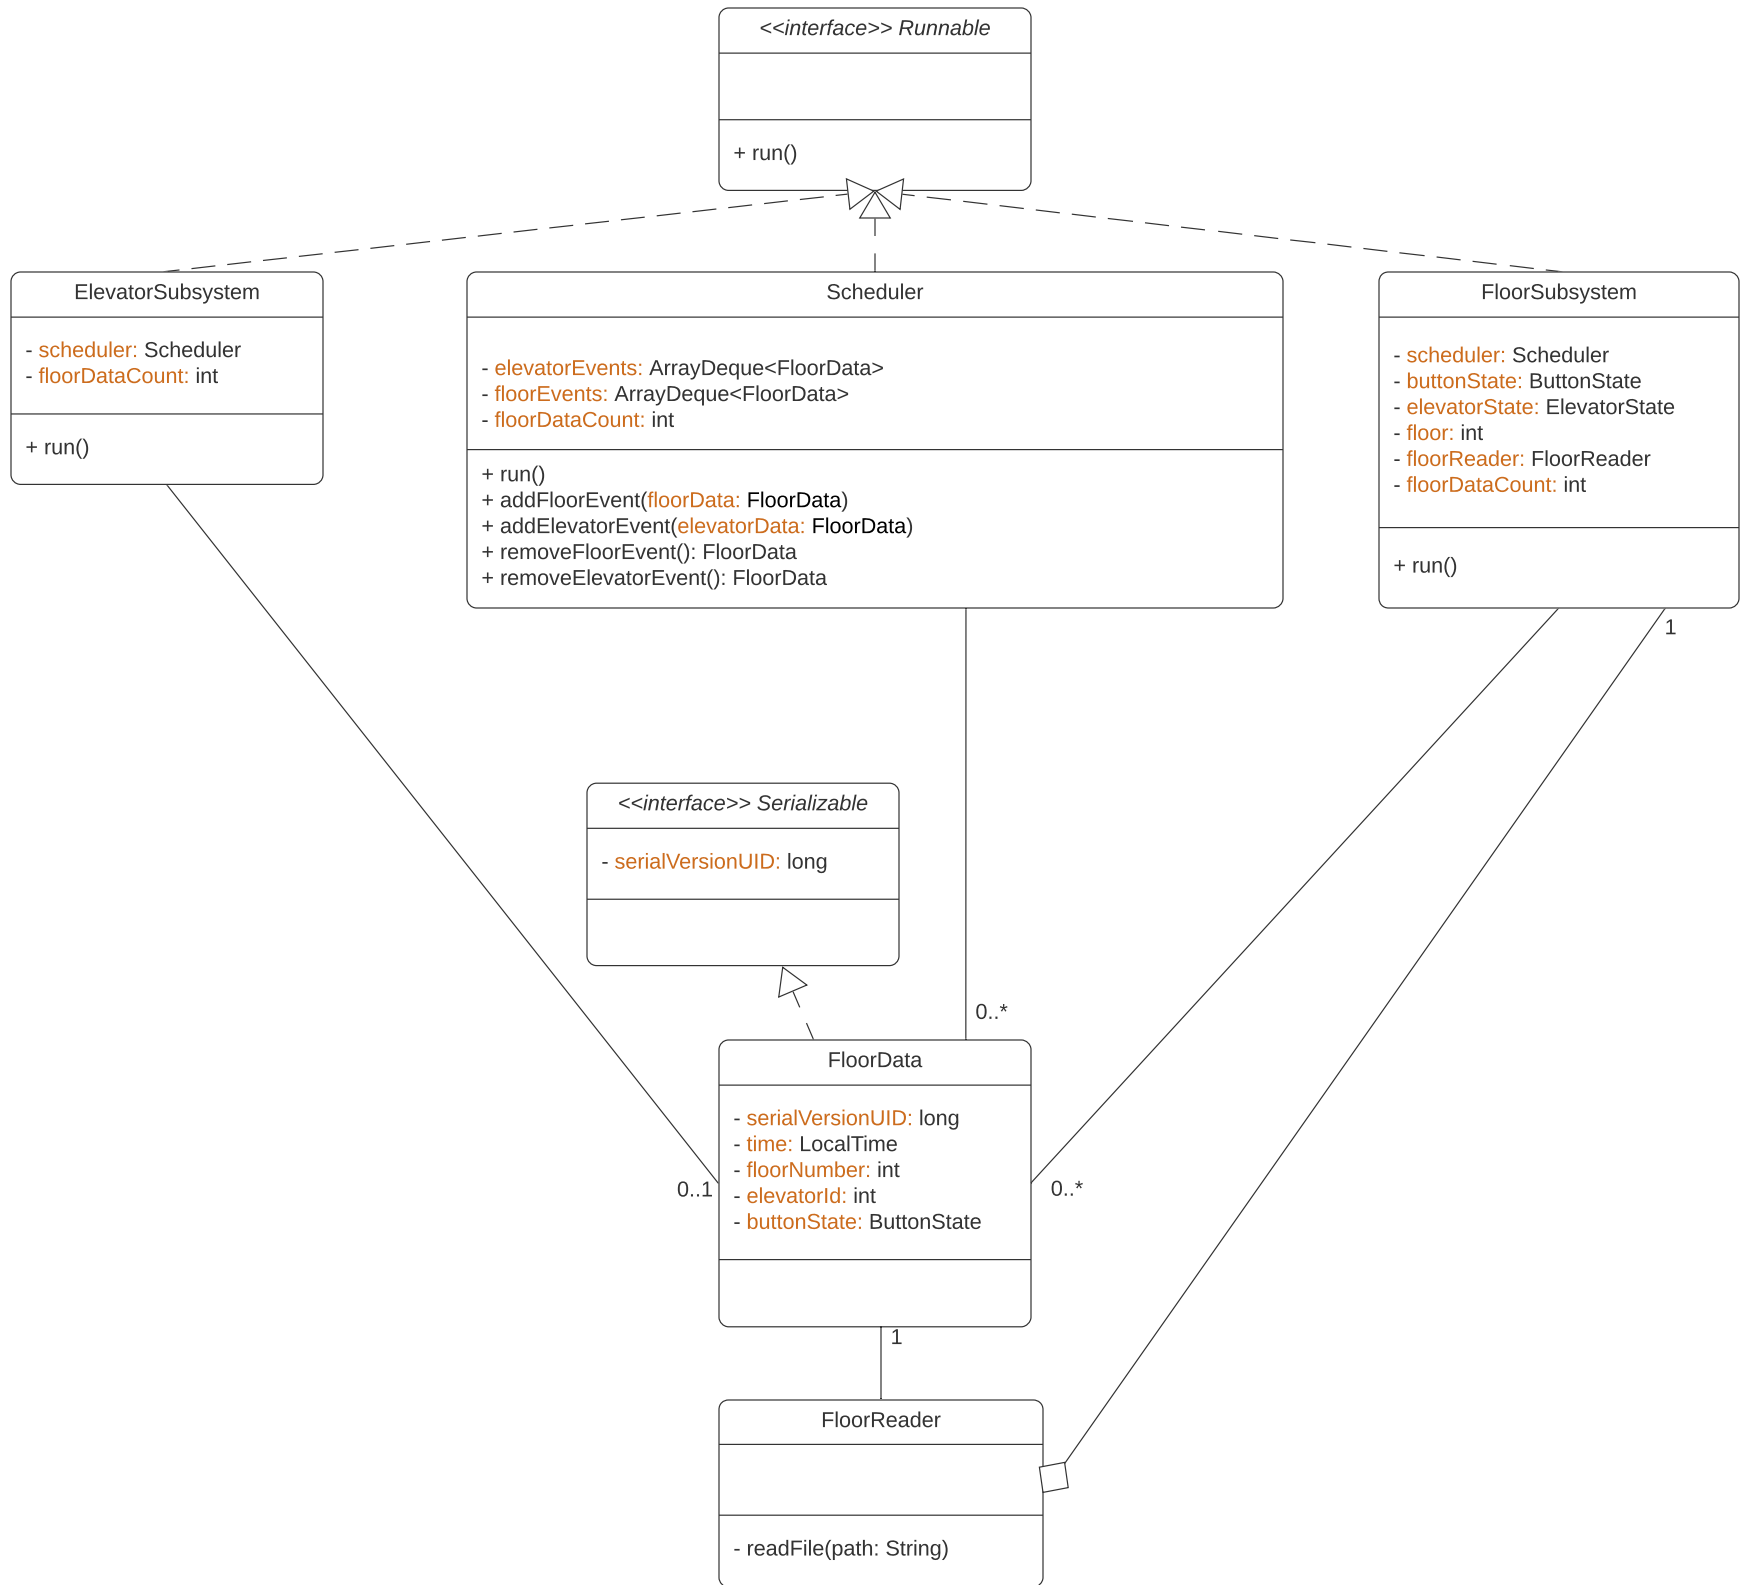 <<interface>> Runnable
+ run()
ElevatorSubsystem
- scheduler: Scheduler
- floorDataCount: int
+ run()
Scheduler
- elevatorEvents: ArrayDeque<FloorData>
- floorEvents: ArrayDeque<FloorData>
- floorDataCount: int
+ run()
+ addFloorEvent(floorData: FloorData)
+ addElevatorEvent(elevatorData: FloorData)
+ removeFloorEvent(): FloorData
+ removeElevatorEvent(): FloorData
FloorSubsystem
- scheduler: Scheduler
- buttonState: ButtonState
- elevatorState: ElevatorState
- floor: int
- floorReader: FloorReader
- floorDataCount: int
+ run()
1
<<interface>> Serializable
- serialVersionUID: long
0..*
FloorData
- serialVersionUID: long
- time: LocalTime
- floorNumber: int
- elevatorId: int
- buttonState: ButtonState
0..1
0..*
1
FloorReader
- readFile(path: String)